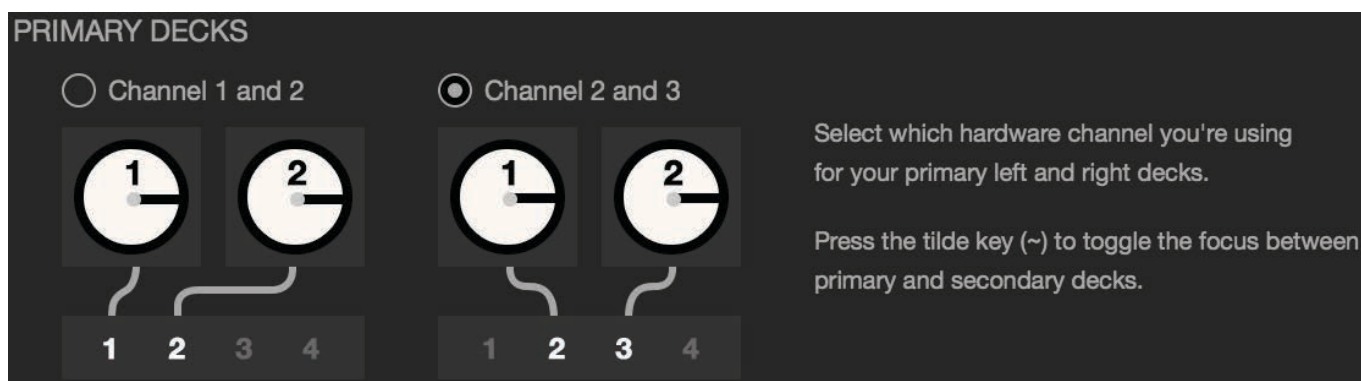 PRIMARY DECKS
Channel 1 and 2
Channel 2 and 3
1 2
1 2
Select which hardware channel you're using
for your primary left and right decks.
Press the tilde key (~) to toggle the focus between
primary and secondary decks.
1 2 3 4
1 2 3 4